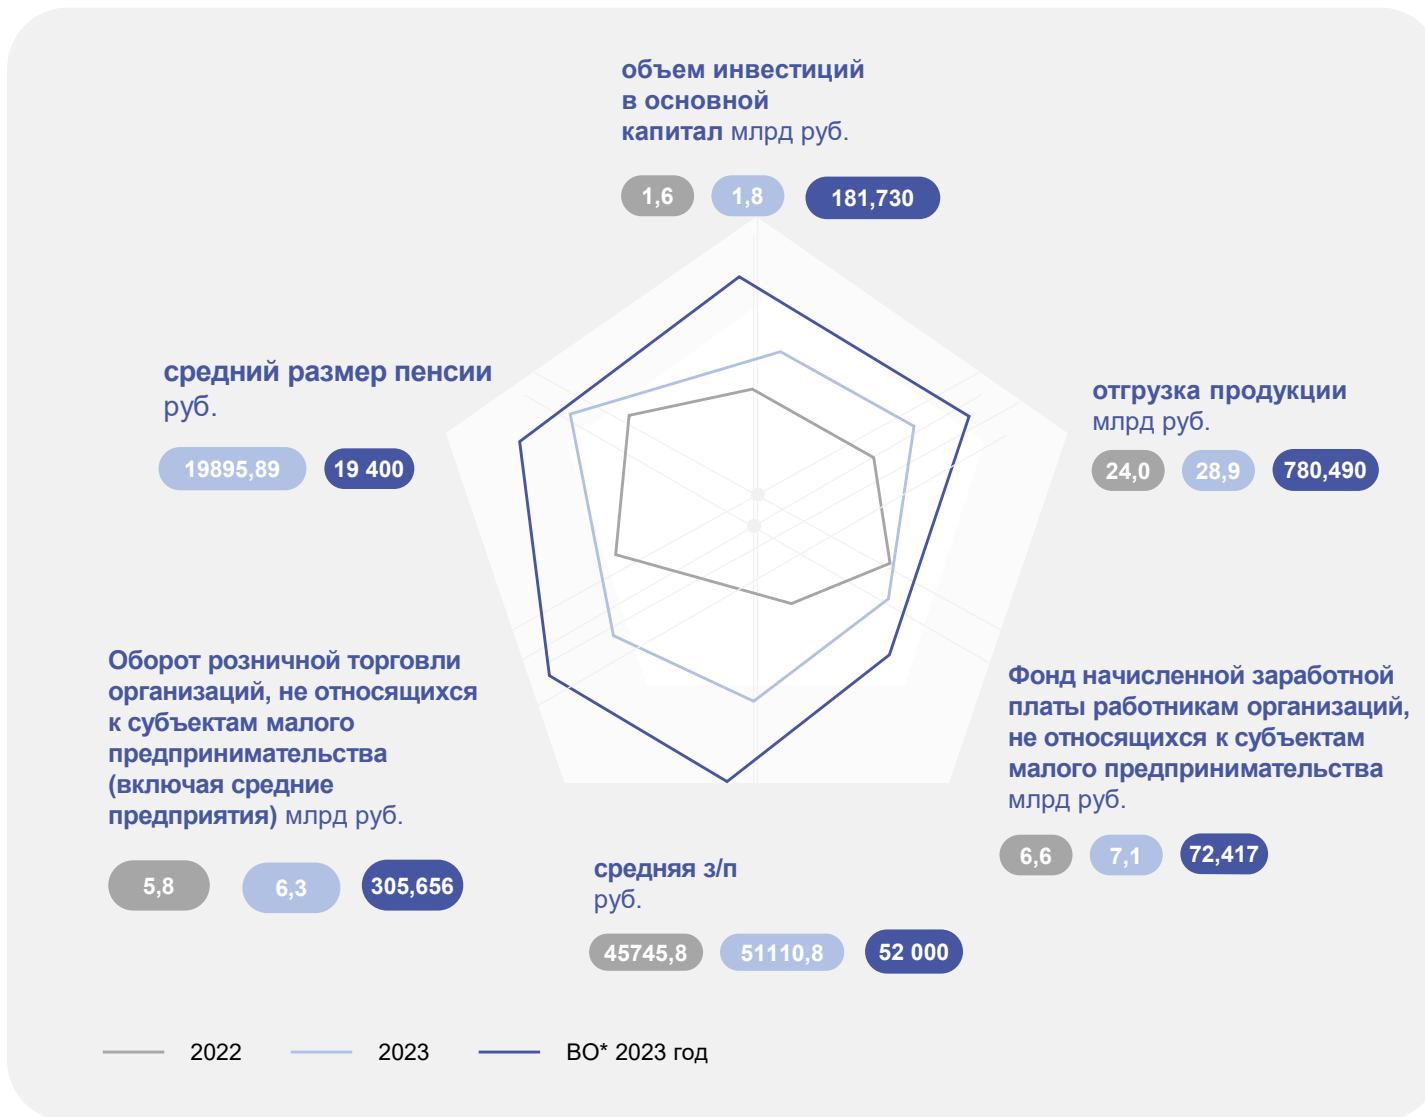 объем инвестиций
в основной
капитал млрд руб.
1,6 1,8 181,730
средний размер пенсии
руб.
19895,89 19 400
отгрузка продукции
млрд руб.
24,0 28,9 780,490
Оборот розничной торговли
организаций, не относящихся
к субъектам малого
предпринимательства
(включая средние
предприятия) млрд руб.
5,8 6,3 305,656
Фонд начисленной заработной
платы работникам организаций,
не относящихся к субъектам
малого предпринимательства
млрд руб.
6,6 7,1 72,417
средняя з/п
руб.
45745,8 51110,8 52 000
2022 2023 ВО* 2023 год